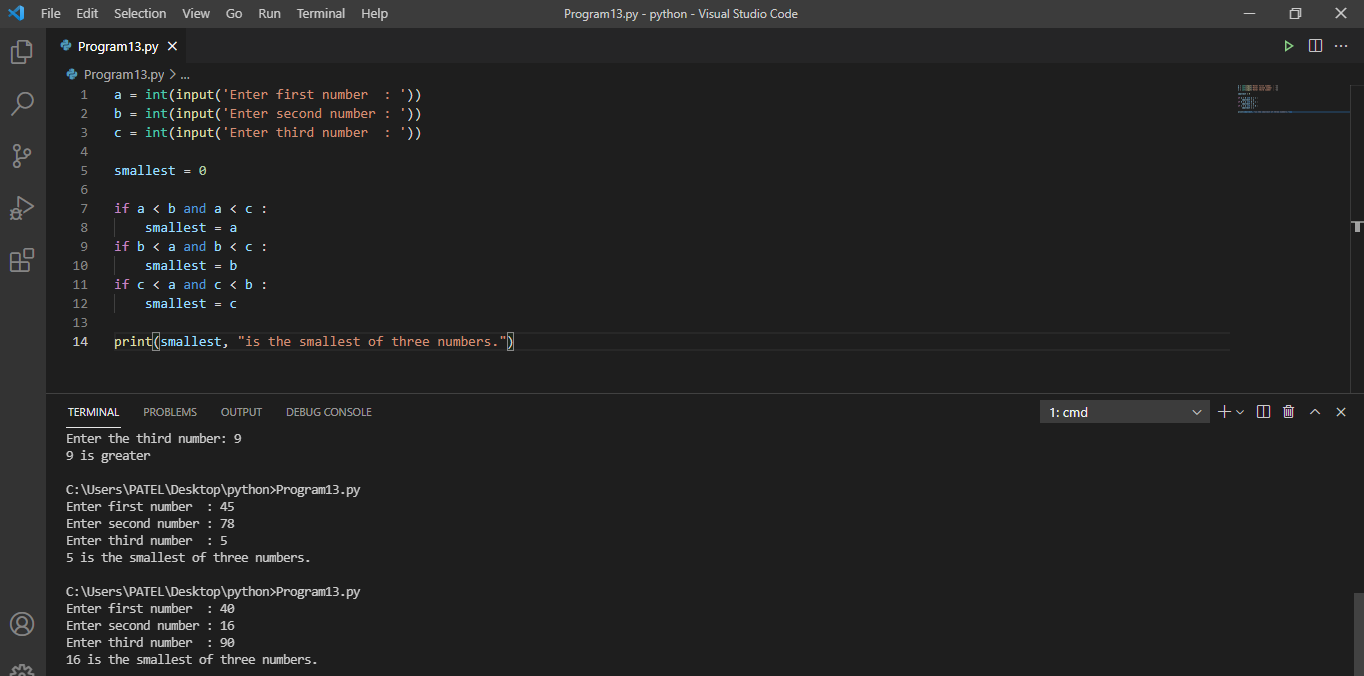 File Edit Selection View Go Run Terminal Help Program13.py - python - Visual Studio Code
Program13.py
Program13.py > ...
1 a = int(input('Enter first number  : '))
2 b = int(input('Enter second number : '))
3 c = int(input('Enter third number  : '))
4
5 smallest = 0
6
7 if a < b and a < c :
8     smallest = a
9 if b < a and b < c :
10     smallest = b
11 if c < a and c < b :
12     smallest = c
13
14 print(smallest, "is the smallest of three numbers.")
TERMINAL PROBLEMS OUTPUT DEBUG CONSOLE 1: cmd
Enter the third number: 9
9 is greater
C:\Users\PATEL\Desktop\python>Program13.py
Enter first number  : 45
Enter second number : 78
Enter third number  : 5
5 is the smallest of three numbers.
C:\Users\PATEL\Desktop\python>Program13.py
Enter first number  : 40
Enter second number : 16
Enter third number  : 90
16 is the smallest of three numbers.